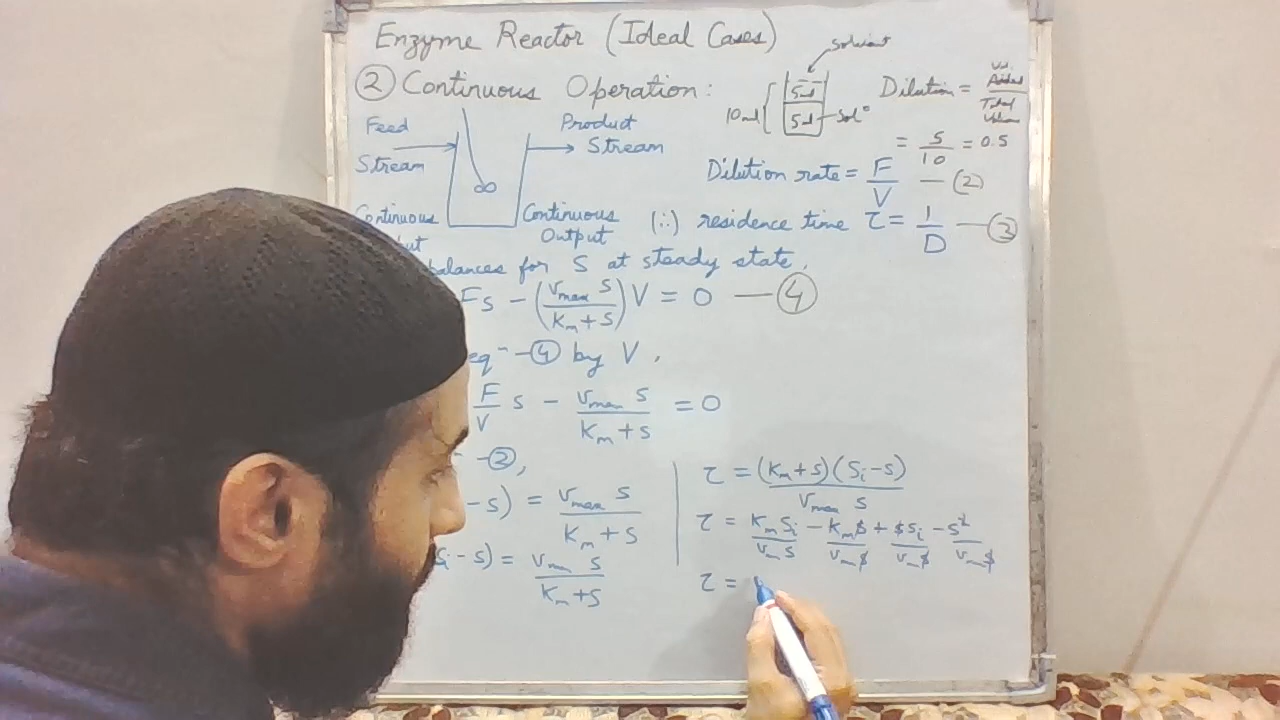 Enzyme Reactor (Ideal Cases)
② Continuous Operation:
solvent
5ml
5ml
10ml
sol°
Dilution = Vol. Added / Total Volume
= 5/10 = 0.5
Feed
Stream
Product
Stream
Continuous
Continuous
Output
Dilution rate = F/V — (2)
(∵) residence time τ = 1/D — ③
balances for S at steady state,
Fs − (vmax S / Km + S) V = 0 — ④
eqⁿ −④ by V,
F/V s − vmax s / Km + s = 0
− ②,
− s) = vmax s / Km + s
i − s) = vm s / Km + s
τ = (Km + s)(Si − s) / vmax s
τ = Km Si / vm s − Km s / vm s + s Si / vm s − s² / vm s
τ =